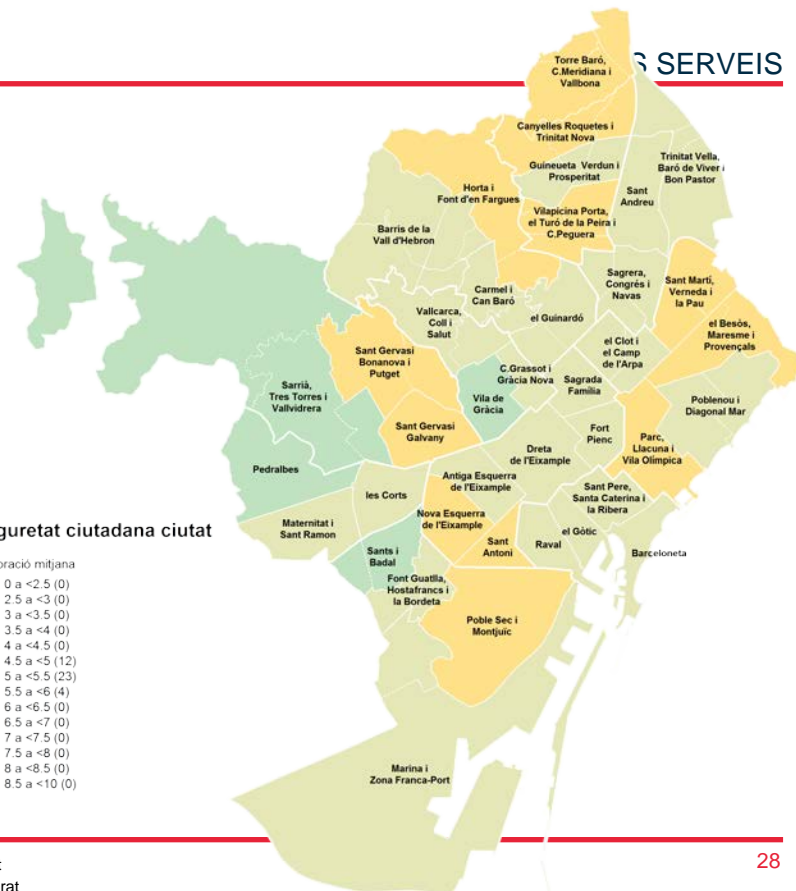 S SERVEIS
Torre Baró,
C.Meridiana i
Vallbona
Canyelles Roquetes i
Trinitat Nova
Guineueta Verdun i
Prosperitat
Trinitat Vella,
Baró de Viver i
Bon Pastor
Sant
Andreu
Horta i
Font d'en Fargues
Vilapicina Porta,
el Turó de la Peira i
C.Peguera
Barris de la
Vall d'Hebron
Sagrera,
Congrés i
Navas
Sant Martí,
Verneda i
la Pau
Carmel i
Can Baró
Vallcarca,
Coll i
Salut
el Guinardó
el Besòs,
Maresme i
Provençals
el Clot i
el Camp
de l'Arpa
Sant Gervasi
Bonanova i
Putget
C.Grassot i
Gràcia Nova
Sagrada
Família
Sarrià,
Tres Torres i
Vallvidrera
Vila de
Gràcia
Poblenou i
Diagonal Mar
Sant Gervasi
Galvany
Fort
Pienc
Parc,
Llacuna i
Vila Olímpica
Dreta
de l'Eixample
Pedralbes
Antiga Esquerra
de l'Eixample
Sant Pere,
Santa Caterina i
la Ribera
les Corts
Nova Esquerra
de l'Eixample
Maternitat i
Sant Ramon
el Gòtic
Raval
Sant
Antoni
Barceloneta
Sants i
Badal
Font Guatlla,
Hostafrancs i
la Bordeta
Poble Sec i
Montjuïc
Marina i
Zona Franca-Port
guretat ciutadana ciutat
oració mitjana
0 a <2.5 (0)
2.5 a <3 (0)
3 a <3.5 (0)
3.5 a <4 (0)
4 a <4.5 (0)
4.5 a <5 (12)
5 a <5.5 (23)
5.5 a <6 (4)
6 a <6.5 (0)
6.5 a <7 (0)
7 a <7.5 (0)
7.5 a <8 (0)
8 a <8.5 (0)
8.5 a <10 (0)
28
t
rat